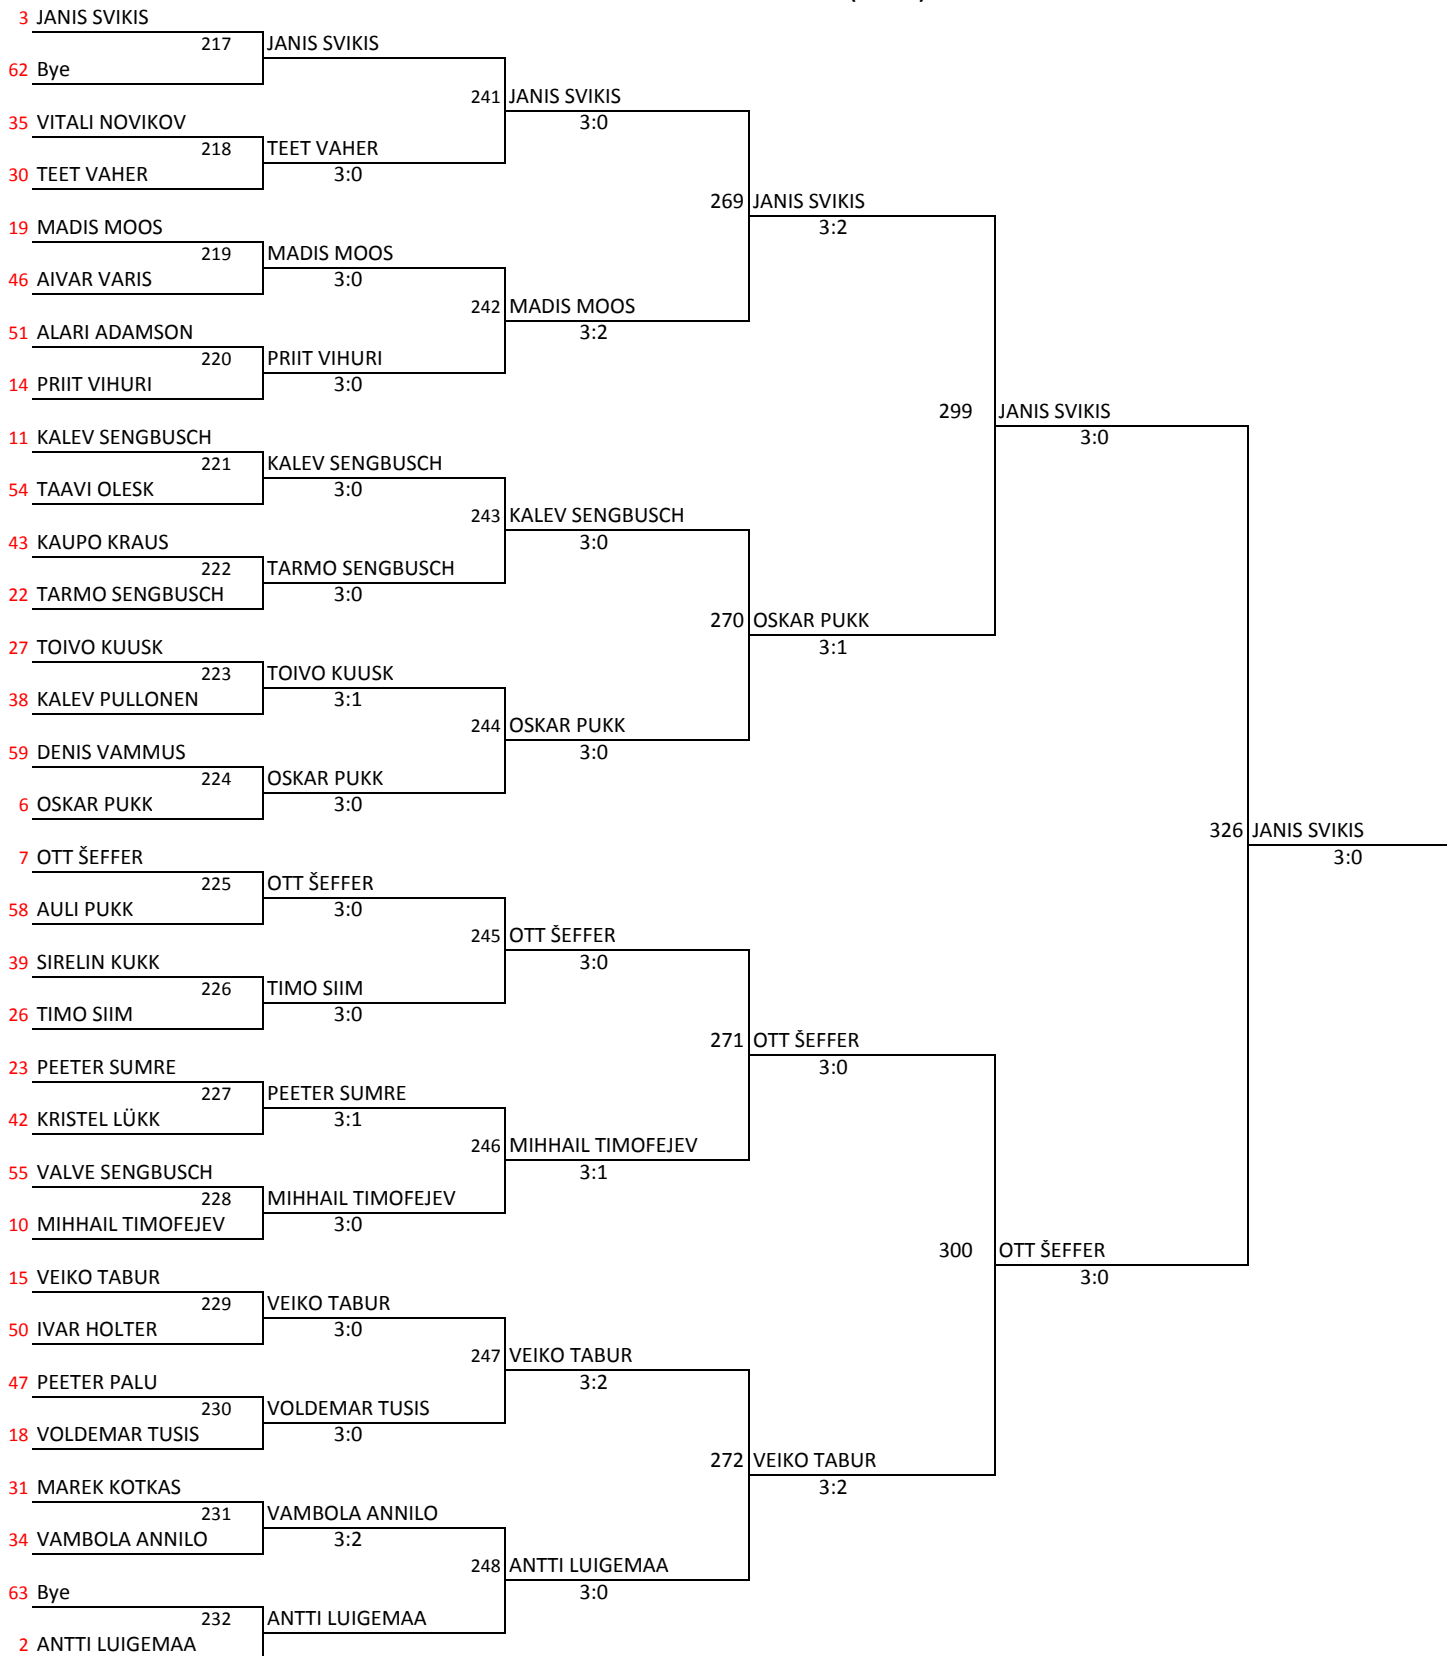 3 JANIS SVIKIS
217 JANIS SVIKIS
62 Bye
241 JANIS SVIKIS
3:0
35 VITALI NOVIKOV
218 TEET VAHER
30 TEET VAHER 3:0
269 JANIS SVIKIS
3:2
19 MADIS MOOS
219 MADIS MOOS
46 AIVAR VARIS 3:0
242 MADIS MOOS
3:2
51 ALARI ADAMSON
220 PRIIT VIHURI
14 PRIIT VIHURI 3:0
299 JANIS SVIKIS
3:0
11 KALEV SENGBUSCH
221 KALEV SENGBUSCH
54 TAAVI OLESK 3:0
243 KALEV SENGBUSCH
3:0
43 KAUPO KRAUS
222 TARMO SENGBUSCH
22 TARMO SENGBUSCH 3:0
270 OSKAR PUKK
3:1
27 TOIVO KUUSK
223 TOIVO KUUSK
38 KALEV PULLONEN 3:1
244 OSKAR PUKK
3:0
59 DENIS VAMMUS
224 OSKAR PUKK
6 OSKAR PUKK 3:0
326 JANIS SVIKIS
3:0
7 OTT ŠEFFER
225 OTT ŠEFFER
58 AULI PUKK 3:0
245 OTT ŠEFFER
3:0
39 SIRELIN KUKK
226 TIMO SIIM
26 TIMO SIIM 3:0
271 OTT ŠEFFER
3:0
23 PEETER SUMRE
227 PEETER SUMRE
42 KRISTEL LÜKK 3:1
246 MIHHAIL TIMOFEJEV
3:1
55 VALVE SENGBUSCH
228 MIHHAIL TIMOFEJEV
10 MIHHAIL TIMOFEJEV 3:0
300 OTT ŠEFFER
3:0
15 VEIKO TABUR
229 VEIKO TABUR
50 IVAR HOLTER 3:0
247 VEIKO TABUR
3:2
47 PEETER PALU
230 VOLDEMAR TUSIS
18 VOLDEMAR TUSIS 3:0
272 VEIKO TABUR
3:2
31 MAREK KOTKAS
231 VAMBOLA ANNILO
34 VAMBOLA ANNILO 3:2
248 ANTTI LUIGEMAA
3:0
63 Bye
232 ANTTI LUIGEMAA
2 ANTTI LUIGEMAA